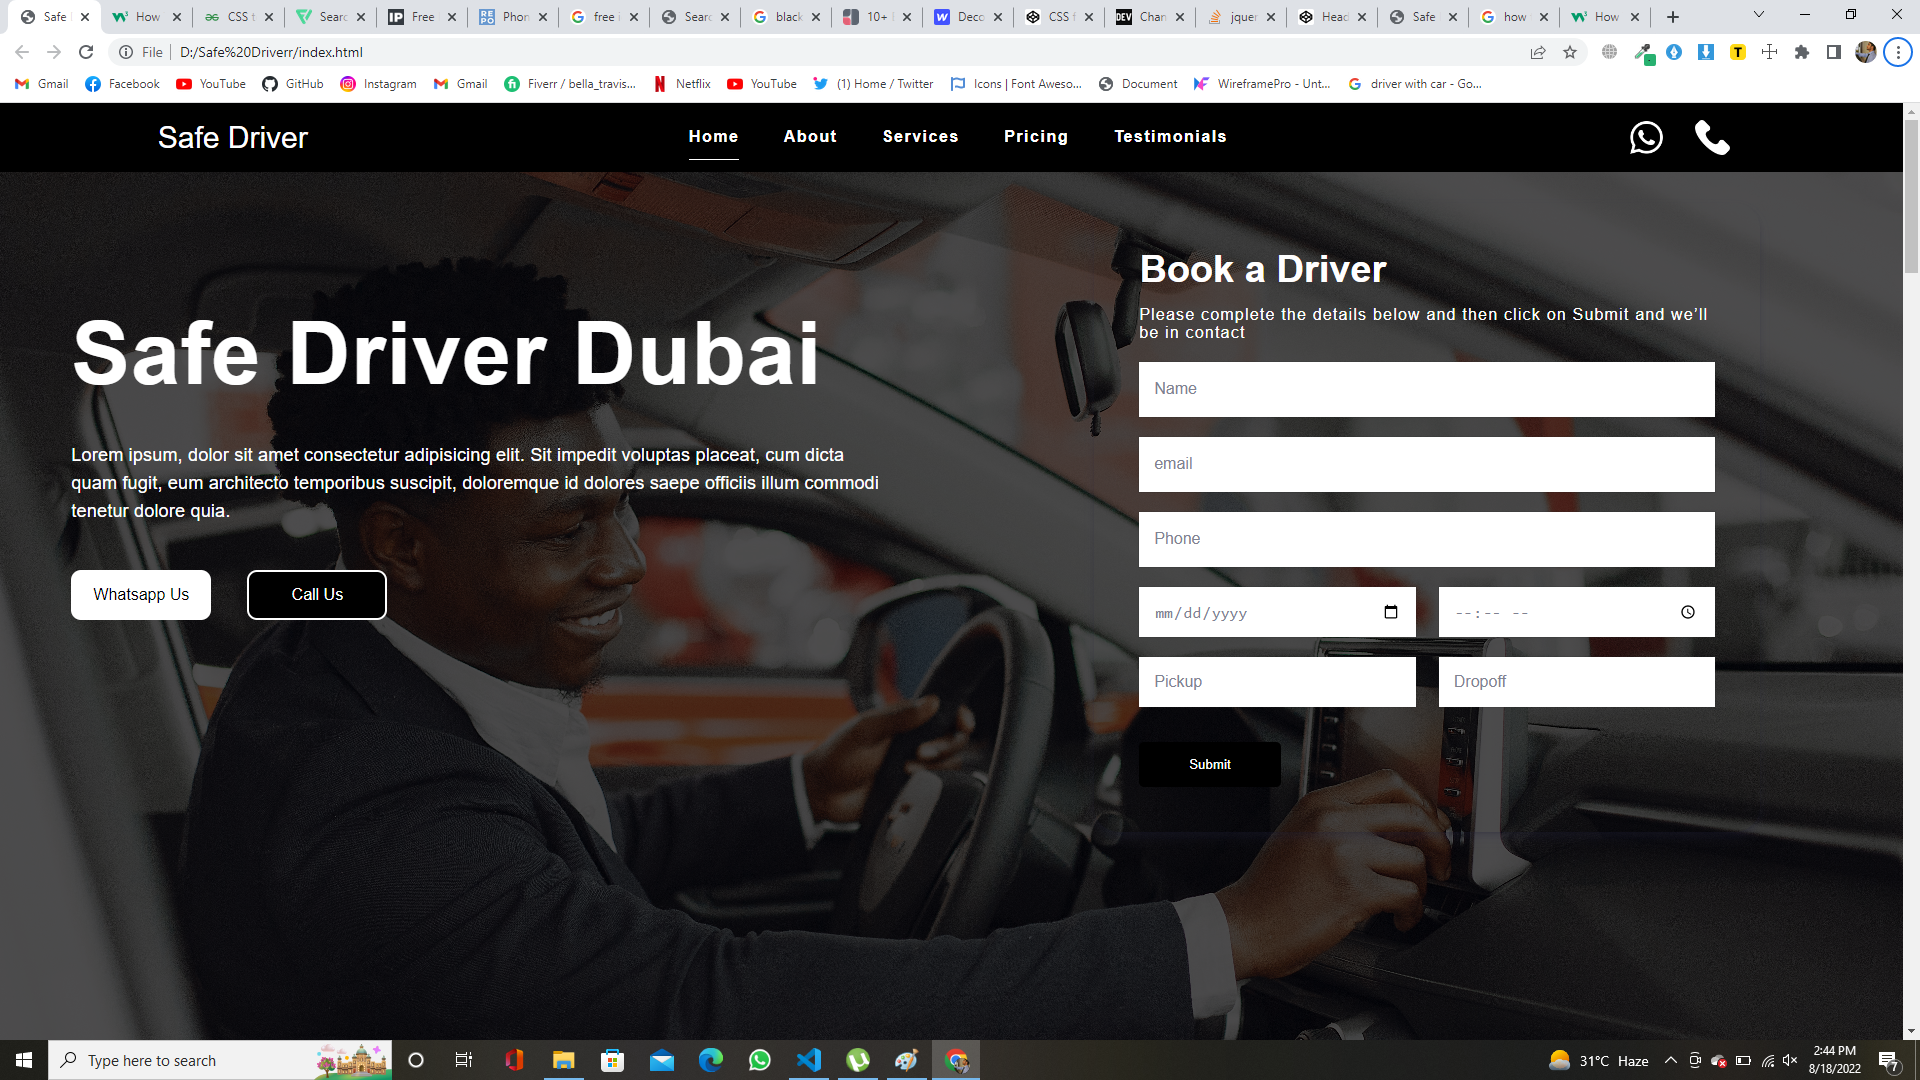 Safe
How
CSS t
Searc
Free
Phon
free i
Searc
black
10+
Deco
CSS f
Chan
jquer
Head
Safe
how
How
File
D:/Safe%20Driverr/index.html
Gmail
Facebook
YouTube
GitHub
Instagram
Gmail
Fiverr / bella_travis...
Netflix
YouTube
(1) Home / Twitter
Icons | Font Aweso...
Document
WireframePro - Unt...
driver with car - Go...
Safe Driver
Home
About
Services
Pricing
Testimonials
Safe Driver Dubai
Lorem ipsum, dolor sit amet consectetur adipisicing elit. Sit impedit voluptas placeat, cum dicta
quam fugit, eum architecto temporibus suscipit, doloremque id dolores saepe officiis illum commodi
tenetur dolore quia.
Whatsapp Us
Call Us
Book a Driver
Please complete the details below and then click on Submit and we'll
be in contact
Name
email
Phone
mm/dd/yyyy
--:-- --
Pickup
Dropoff
Submit
Type here to search
31°C Haze
2:44 PM
8/18/2022
7